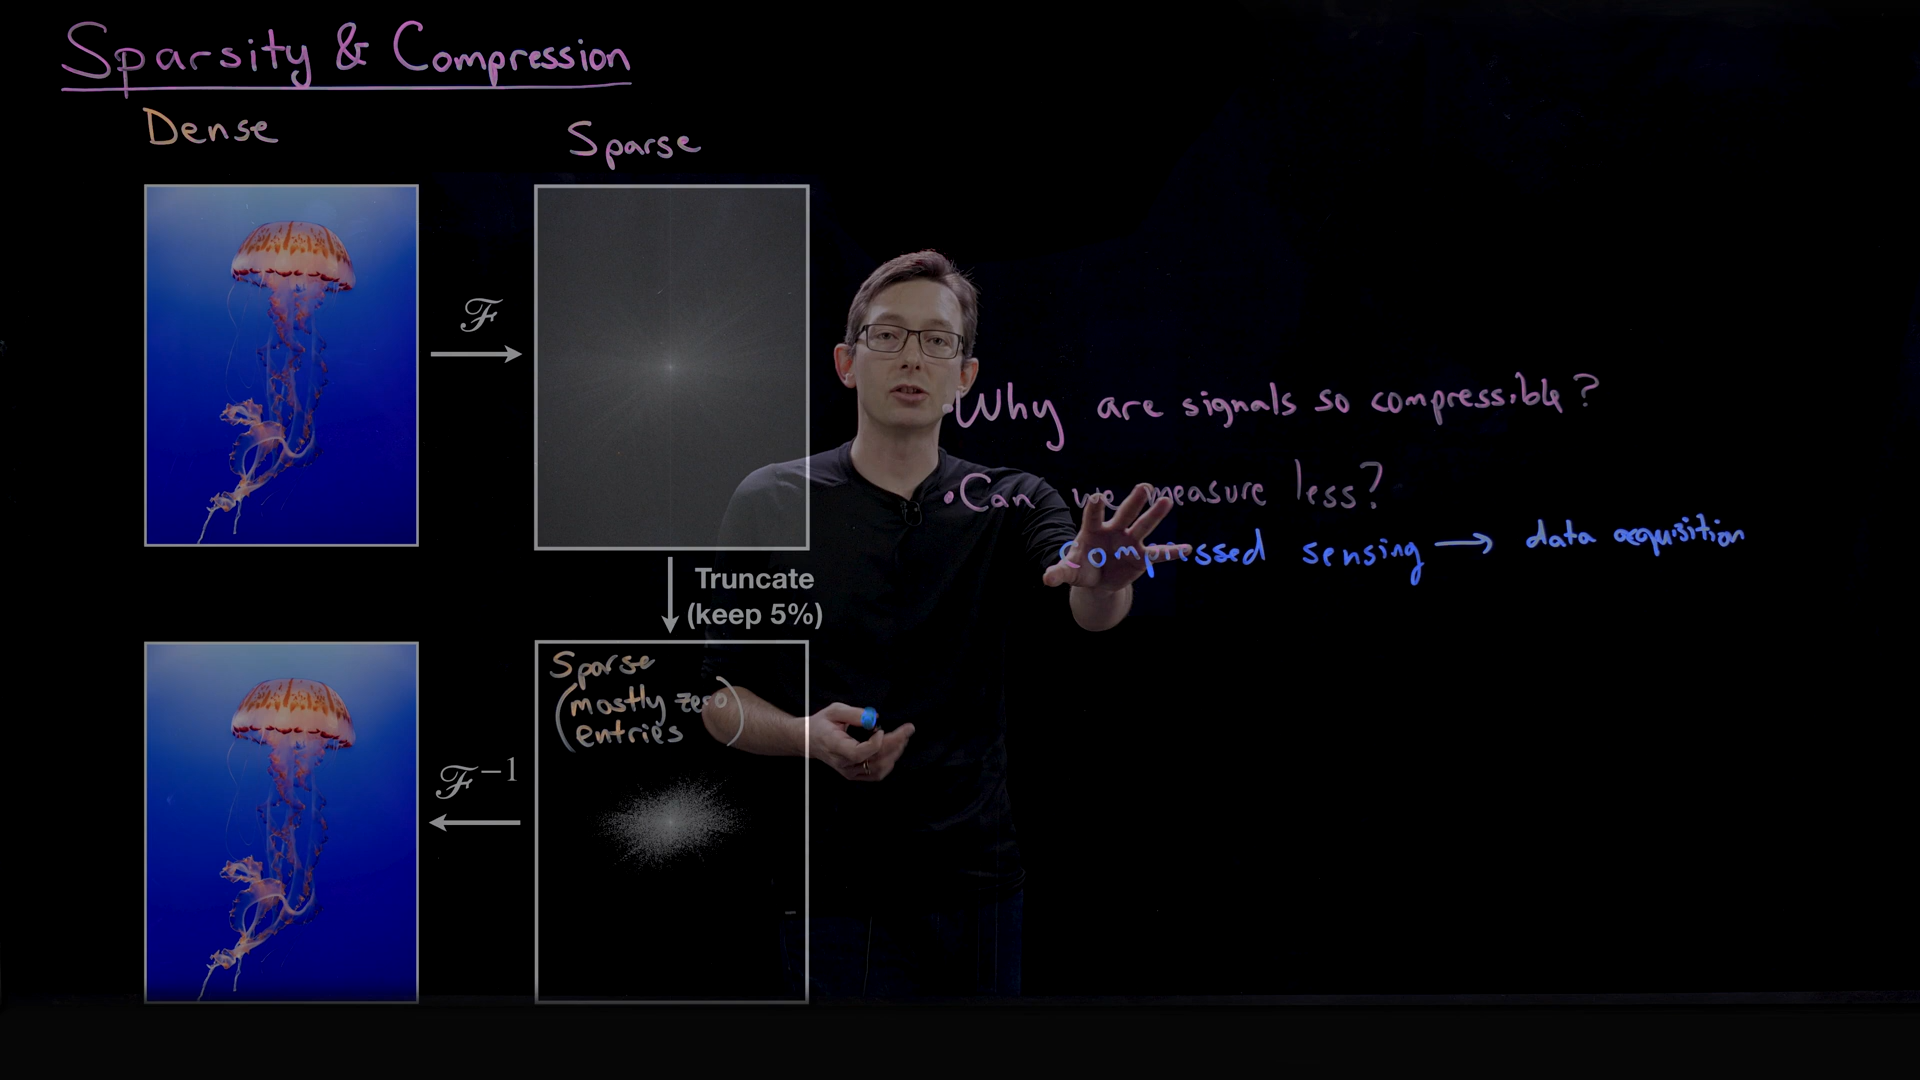 Sparsity & Compression
Dense
Sparse
ℱ
•Why are signals so compressible?
•Can we measure less?
Compressed sensing → data acquisition
Truncate
(keep 5%)
Sparse
(mostly zero
entries)
ℱ⁻¹